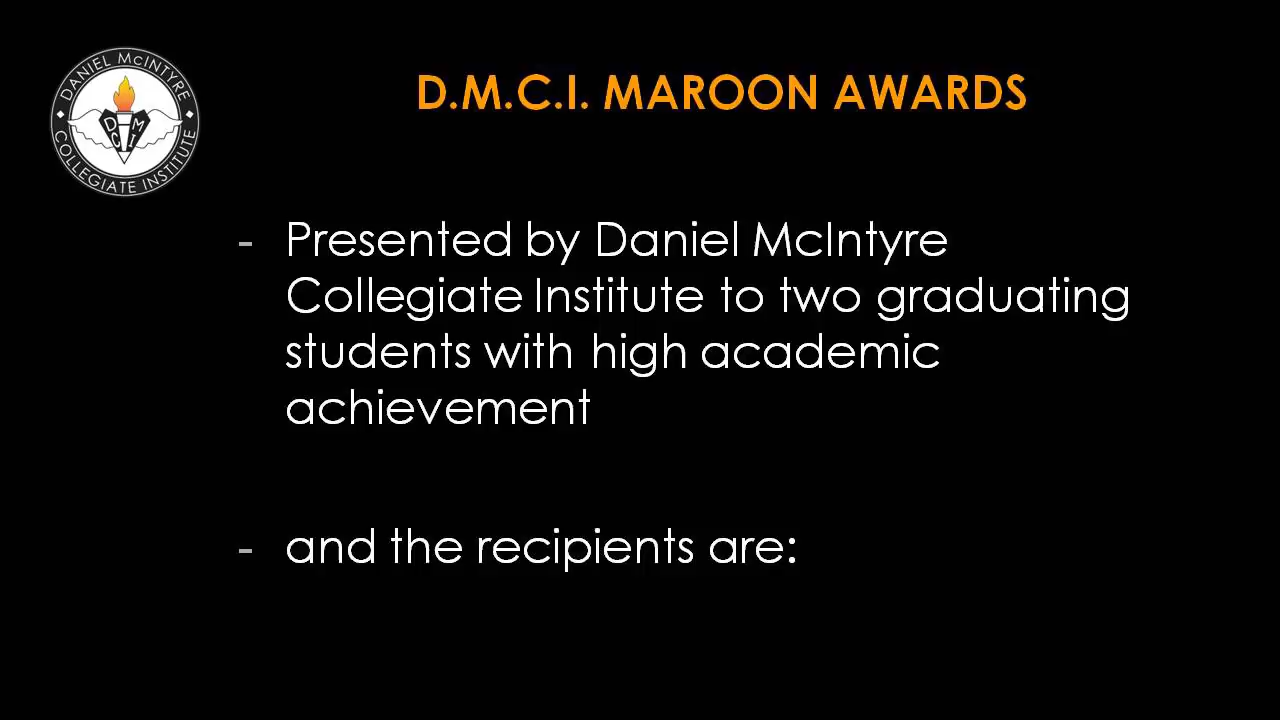 DANIEL McINTYRE
COLLEGIATE INSTITUTE
D M
C I
D.M.C.I. MAROON AWARDS
- Presented by Daniel McIntyre
Collegiate Institute to two graduating
students with high academic
achievement
- and the recipients are: